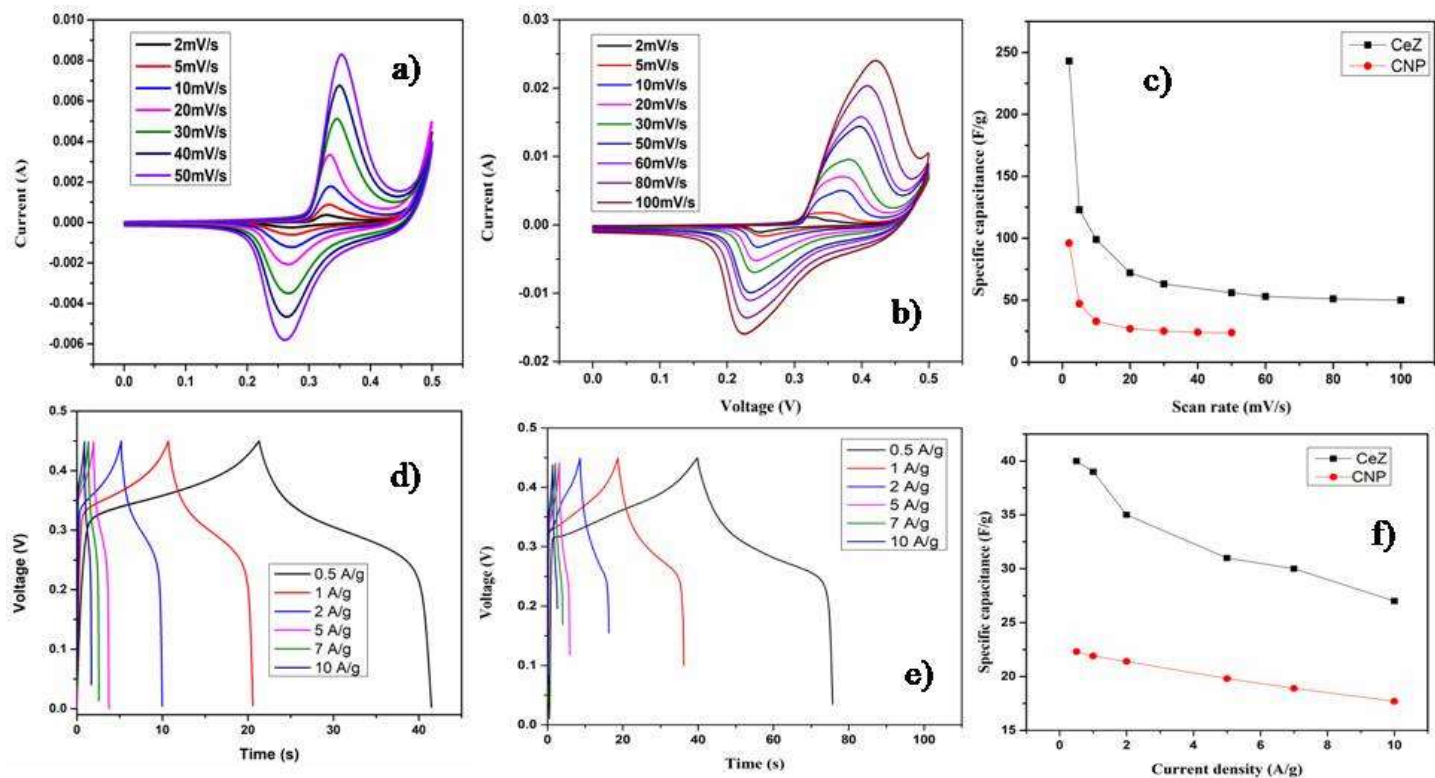 0.010
0.008
0.006
0.004
0.002
0.000
-0.002
-0.004
-0.006
Current (A)
0.0 0.1 0.2 0.3 0.4 0.5
2mV/s
5mV/s
10mV/s
20mV/s
30mV/s
40mV/s
50mV/s
a)
0.03
0.02
0.01
0.00
-0.01
-0.02
Current (A)
0.0 0.1 0.2 0.3 0.4 0.5
Voltage (V)
2mV/s
5mV/s
10mV/s
20mV/s
30mV/s
50mV/s
60mV/s
80mV/s
100mV/s
b)
250
200
150
100
50
0
Specific capacitance (F/g)
0 20 40 60 80 100
Scan rate (mV/s)
CeZ
CNP
c)
0.5
0.4
0.3
0.2
0.1
0.0
Voltage (V)
0 10 20 30 40
Time (s)
d)
0.5 A/g
1 A/g
2 A/g
5 A/g
7 A/g
10 A/g
0.5
0.4
0.3
0.2
0.1
0.0
Voltage (V)
0 20 40 60 80 100
Time (s)
0.5 A/g
1 A/g
2 A/g
5 A/g
7 A/g
10 A/g
e)
40
35
30
25
20
15
Specific capacitance (F/g)
0 2 4 6 8 10
Current density (A/g)
CeZ
CNP
f)